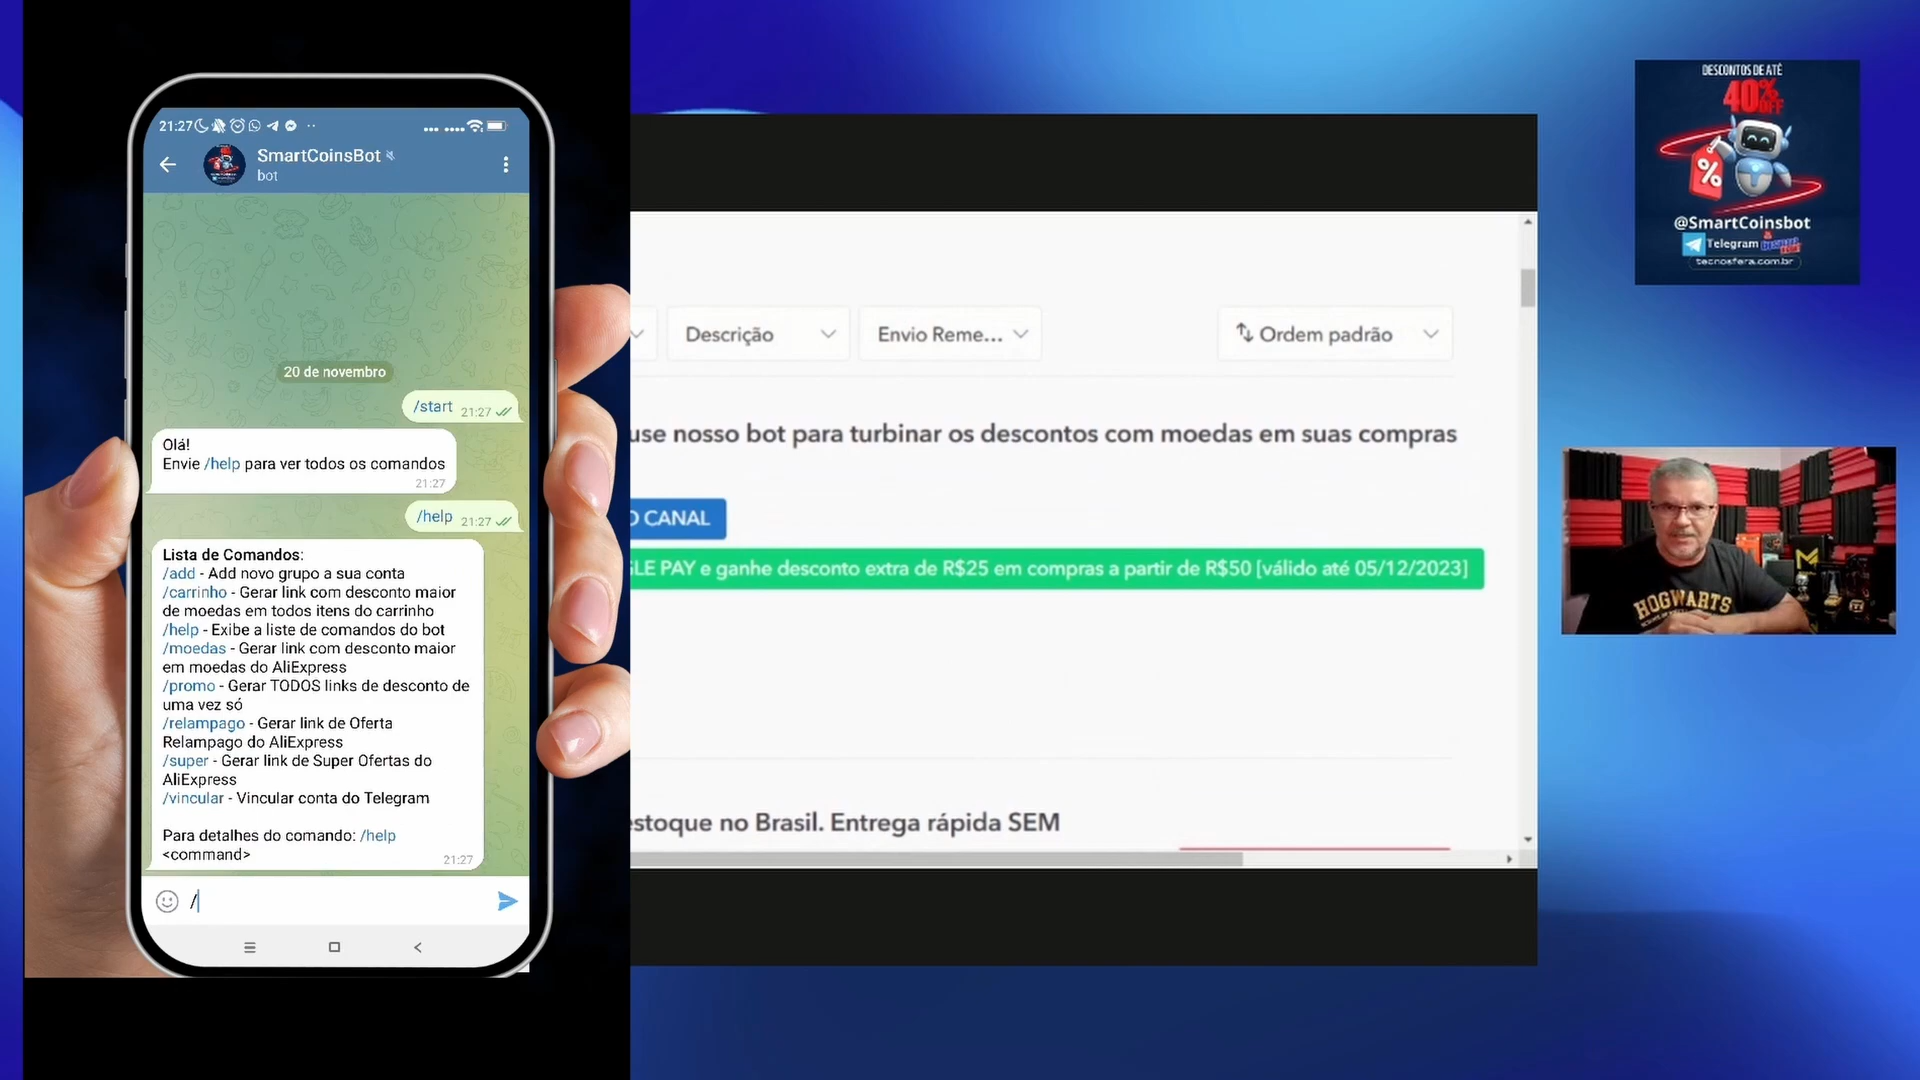 21:27
SmartCoinsBot
bot
20 de novembro
/start 21:27
Olá!
Envie /help para ver todos os comandos
21:27
/help 21:27
Lista de Comandos:
/add - Add novo grupo a sua conta
/carrinho - Gerar link com desconto maior
de moedas em todos itens do carrinho
/help - Exibe a liste de comandos do bot
/moedas - Gerar link com desconto maior
em moedas do AliExpress
/promo - Gerar TODOS links de desconto de
uma vez só
/relampago - Gerar link de Oferta
Relampago do AliExpress
/super - Gerar link de Super Ofertas do
AliExpress
/vincular - Vincular conta do Telegram
Para detalhes do comando: /help
<command>
21:27
/
Descrição
Envio Reme...
Ordem padrão
use nosso bot para turbinar os descontos com moedas em suas compras
O CANAL
GLE PAY e ganhe desconto extra de R$25 em compras a partir de R$50 [válido até 05/12/2023]
estoque no Brasil. Entrega rápida SEM
DESCONTOS DE ATÉ
40%
OFF
%
@SmartCoinsbot
Telegram
tecnosfera.com.br
HOGWARTS